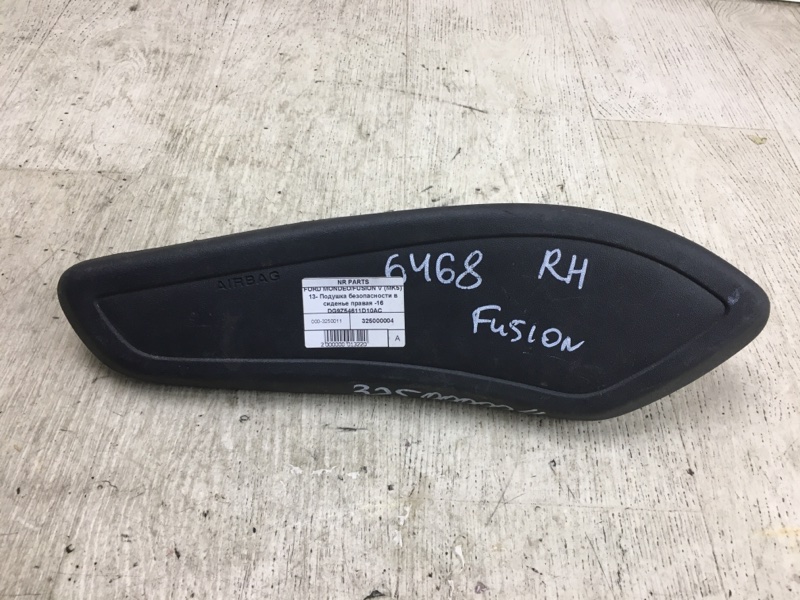 6468 RH
AIRBAG
NR PARTS
FORD MONDEO/FUSION V (MK5)
13- Подушка безопасности в
сиденье правая -16
DG9Z54611D10AC
000-3250011 325000004
A
FUSION